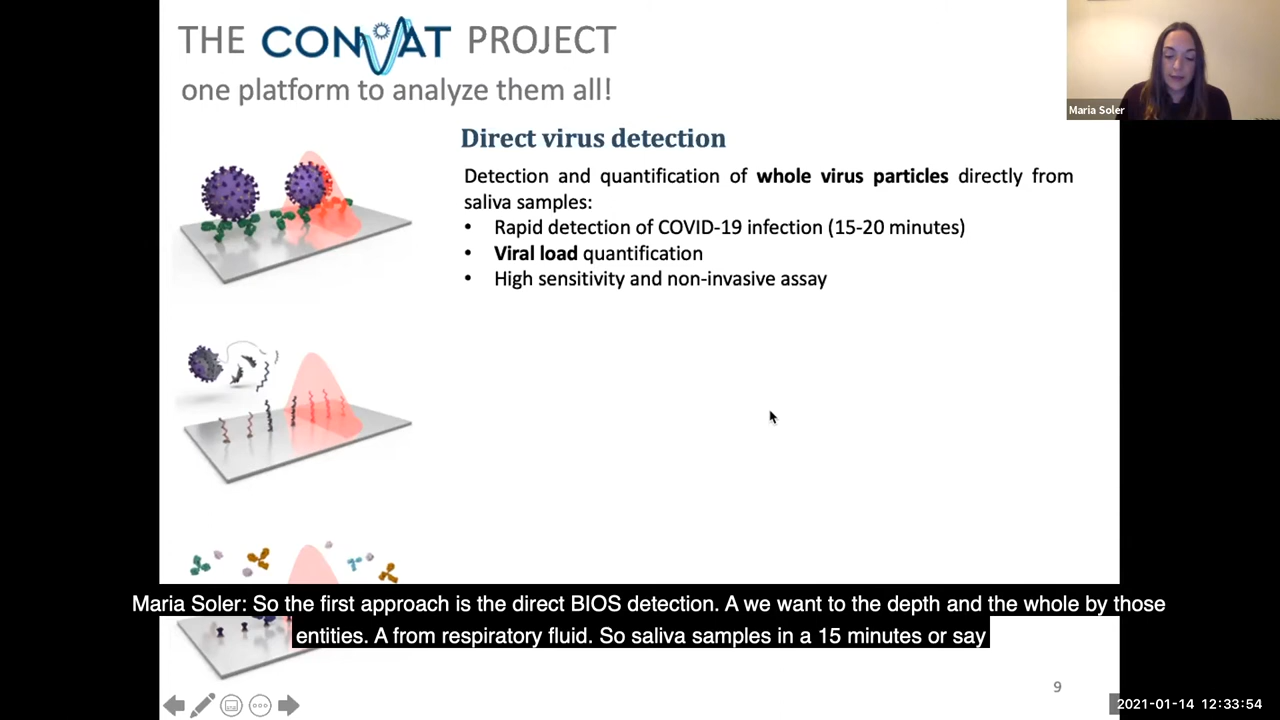 THE CONVAT PROJECT
one platform to analyze them all!
Maria Soler
Direct virus detection
Detection and quantification of whole virus particles directly from
saliva samples:
• Rapid detection of COVID-19 infection (15-20 minutes)
• Viral load quantification
• High sensitivity and non-invasive assay
Maria Soler: So the first approach is the direct BIOS detection. A we want to the depth and the whole by those
entities. A from respiratory fluid. So saliva samples in a 15 minutes or say
9
2021-01-14 12:33:54